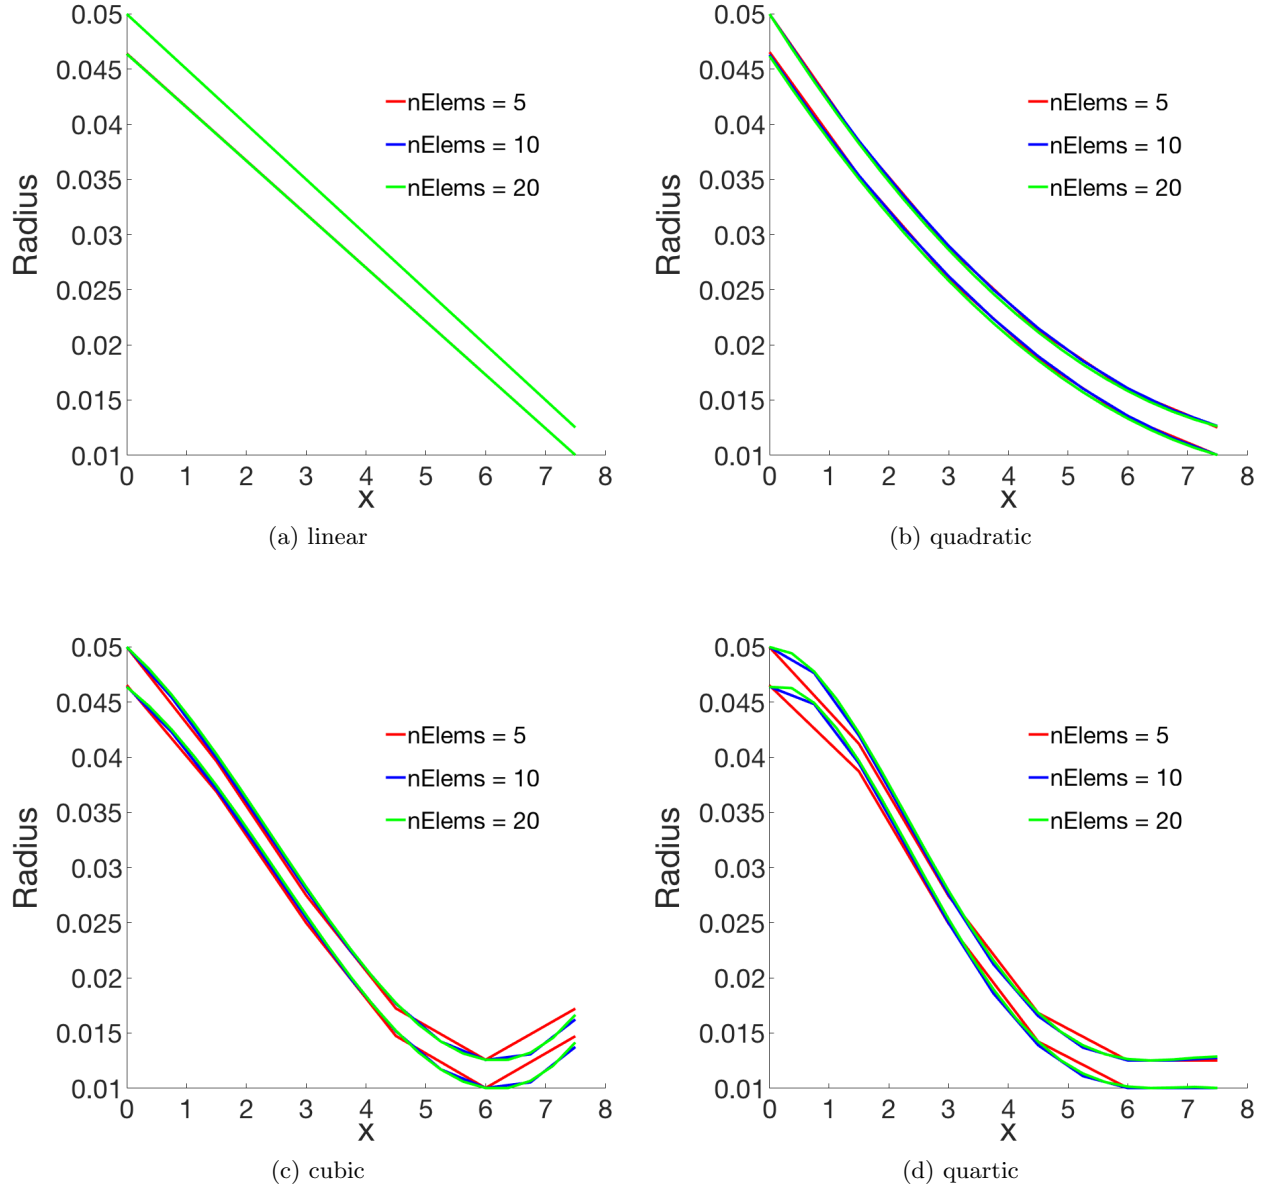 0.05
0.045
0.04
0.035
0.03
0.025
0.02
0.015
0.01
Radius
0 1 2 3 4 5 6 7 8
x
nElems = 5
nElems = 10
nElems = 20
(a) linear
0.05
0.045
0.04
0.035
0.03
0.025
0.02
0.015
0.01
Radius
0 1 2 3 4 5 6 7 8
x
nElems = 5
nElems = 10
nElems = 20
(b) quadratic
0.05
0.045
0.04
0.035
0.03
0.025
0.02
0.015
0.01
Radius
0 1 2 3 4 5 6 7 8
x
nElems = 5
nElems = 10
nElems = 20
(c) cubic
0.05
0.045
0.04
0.035
0.03
0.025
0.02
0.015
0.01
Radius
0 1 2 3 4 5 6 7 8
x
nElems = 5
nElems = 10
nElems = 20
(d) quartic